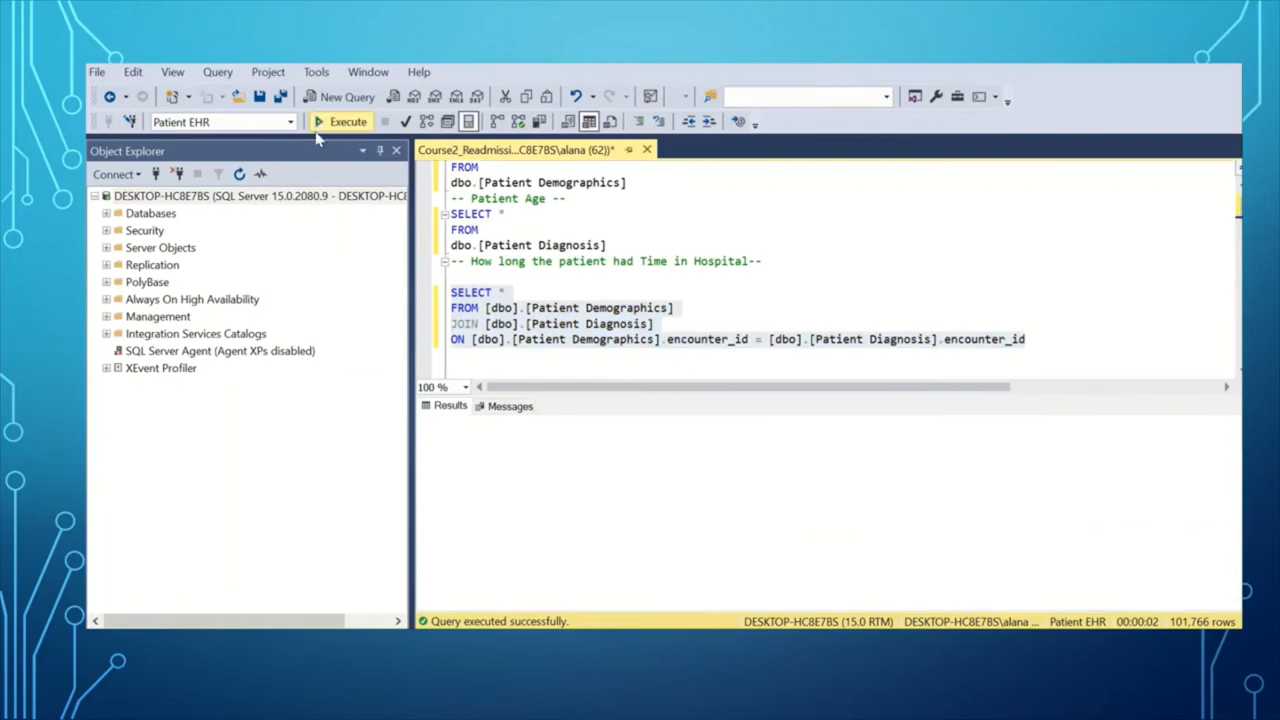 File Edit View Query Project Tools Window Help
New Query
Patient EHR Execute
Object Explorer
Connect
DESKTOP-HC8E7BS (SQL Server 15.0.2080.9 - DESKTOP-HC8
Databases
Security
Server Objects
Replication
PolyBase
Always On High Availability
Management
Integration Services Catalogs
SQL Server Agent (Agent XPs disabled)
XEvent Profiler
Course2_Readmissi...C8E7BS\alana (62))*
FROM
dbo.[Patient Demographics]
-- Patient Age --
SELECT *
FROM
dbo.[Patient Diagnosis]
-- How long the patient had Time in Hospital--
SELECT *
FROM [dbo].[Patient Demographics]
JOIN [dbo].[Patient Diagnosis]
ON [dbo].[Patient Demographics].encounter_id = [dbo].[Patient Diagnosis].encounter_id
100 %
Results Messages
Query executed successfully. DESKTOP-HC8E7BS (15.0 RTM) DESKTOP-HC8E7BS\alana ... Patient EHR 00:00:02 101,766 rows